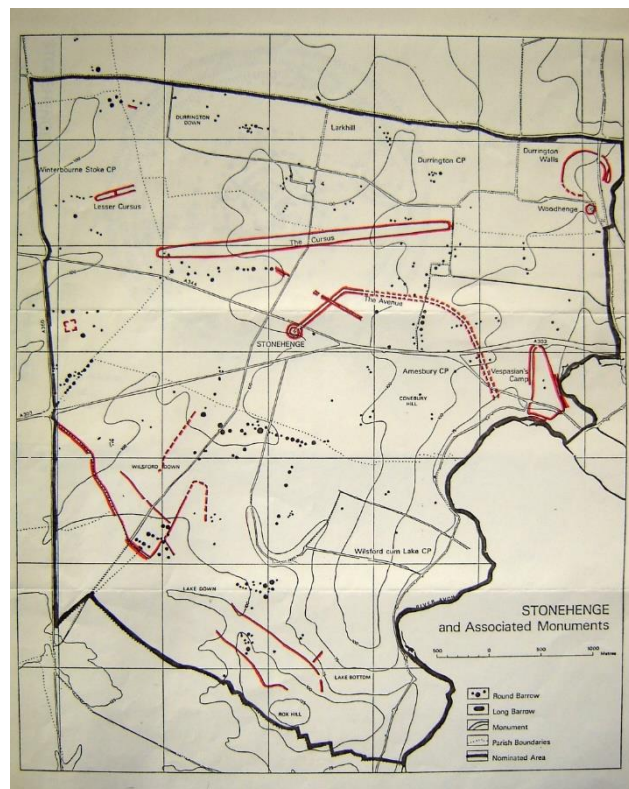 DURRINGTON
DOWN
Larkhill
Winterbourne Stoke CP
Durrington CP
Durrington
Walls
Lesser Cursus
Woodhenge
The Cursus
A344
The Avenue
A360
STONEHENGE
A303
Amesbury CP
Vespasian's
Camp
CONEBURY
HILL
A303
WILSFORD DOWN
Wilsford cum Lake CP
LAKE DOWN
RIVER AVON
STONEHENGE
and Associated Monuments
500 0 500 1000
Metres
LAKE BOTTOM
ROX HILL
Round Barrow
Long Barrow
Monument
Parish Boundaries
Nominated Area